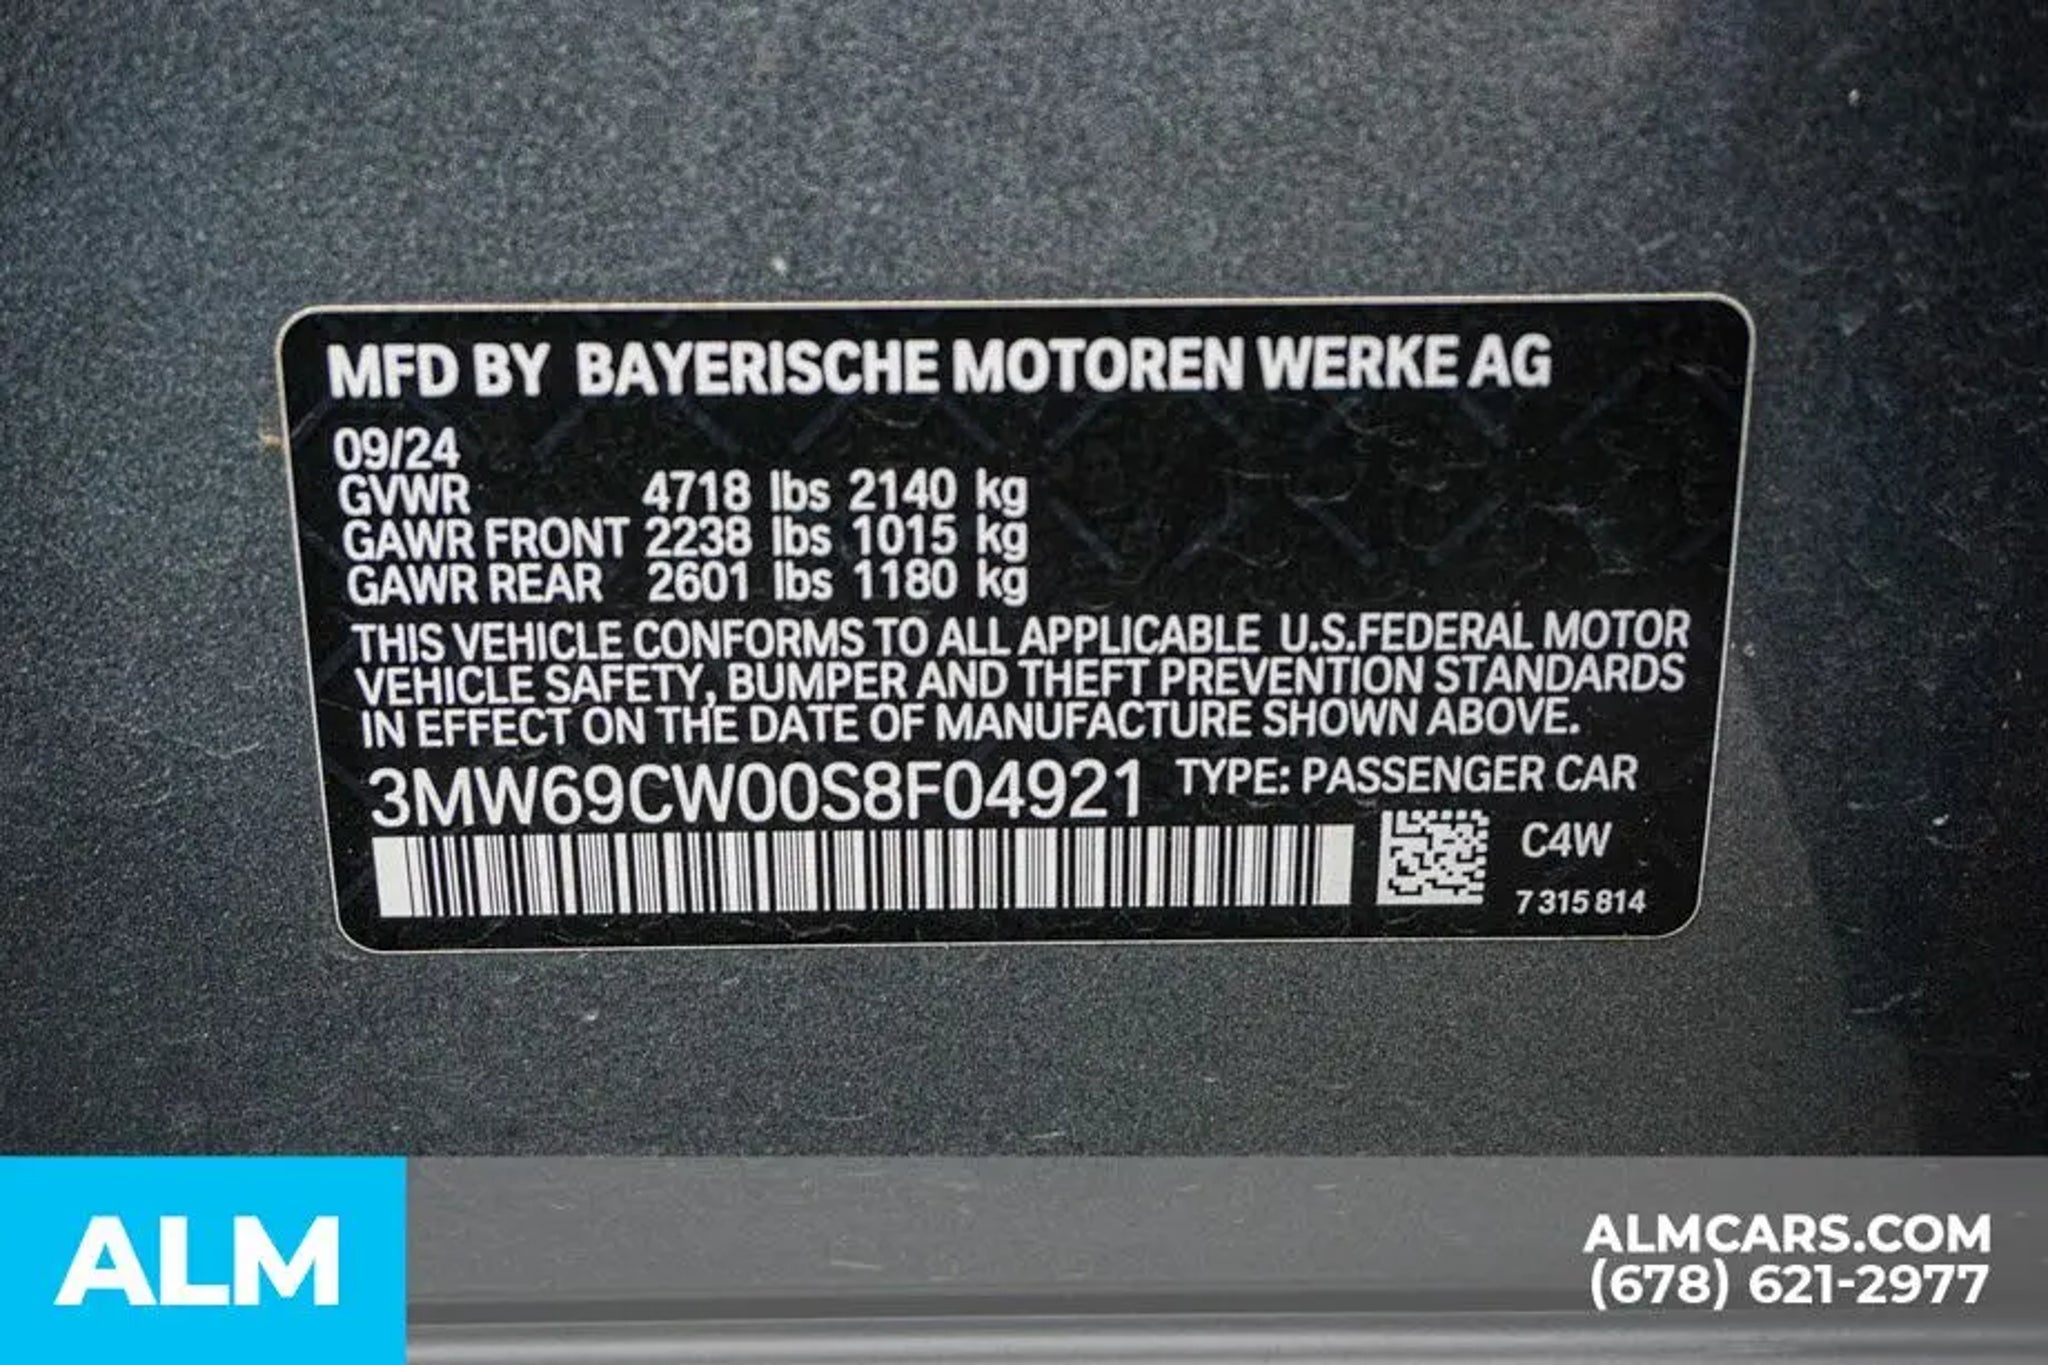 MFD BY BAYERISCHE MOTOREN WERKE AG
09/24
GVWR 4718 lbs 2140 kg
GAWR FRONT 2238 lbs 1015 kg
GAWR REAR 2601 lbs 1180 kg
THIS VEHICLE CONFORMS TO ALL APPLICABLE U.S.FEDERAL MOTOR
VEHICLE SAFETY, BUMPER AND THEFT PREVENTION STANDARDS
IN EFFECT ON THE DATE OF MANUFACTURE SHOWN ABOVE.
3MW69CW00S8F04921 TYPE: PASSENGER CAR
C4W
7 315 814
ALM
ALMCARS.COM
(678) 621-2977